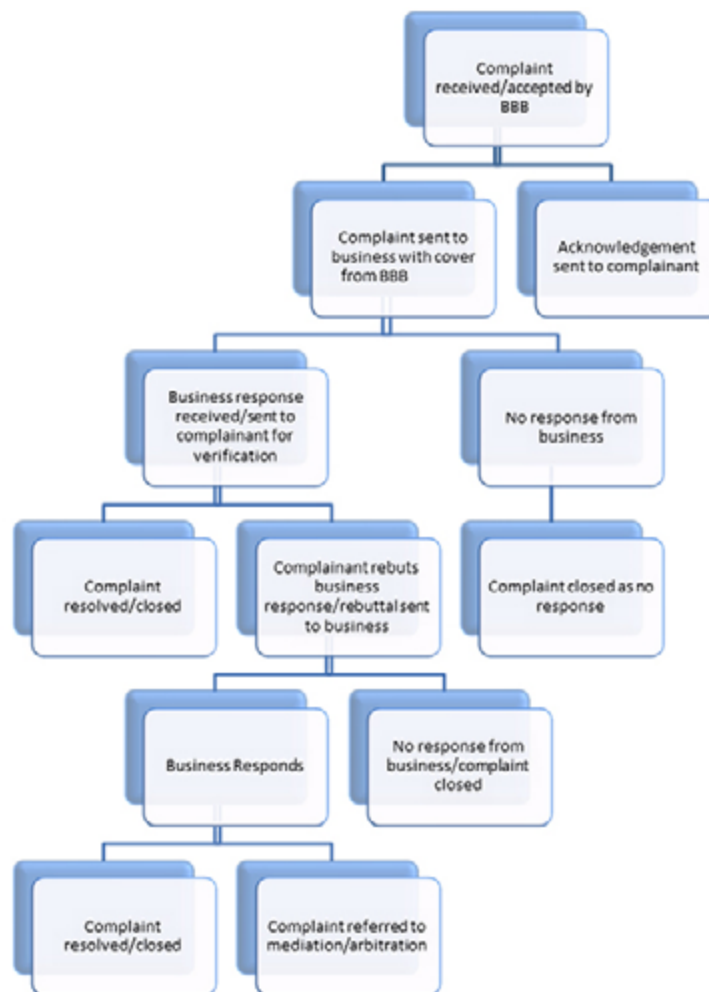 Complaint
received/accepted by
BBB
Complaint sent to
business with cover
from BBB
Acknowledgement
sent to complainant
Business response
received/sent to
complainant for
verification
No response from
business
Complaint
resolved/closed
Complainant rebuts
business
response/rebuttal sent
to business
Complaint closed as no
response
Business Responds
No response from
business/complaint
closed
Complaint
resolved/closed
Complaint referred to
mediation/arbitration